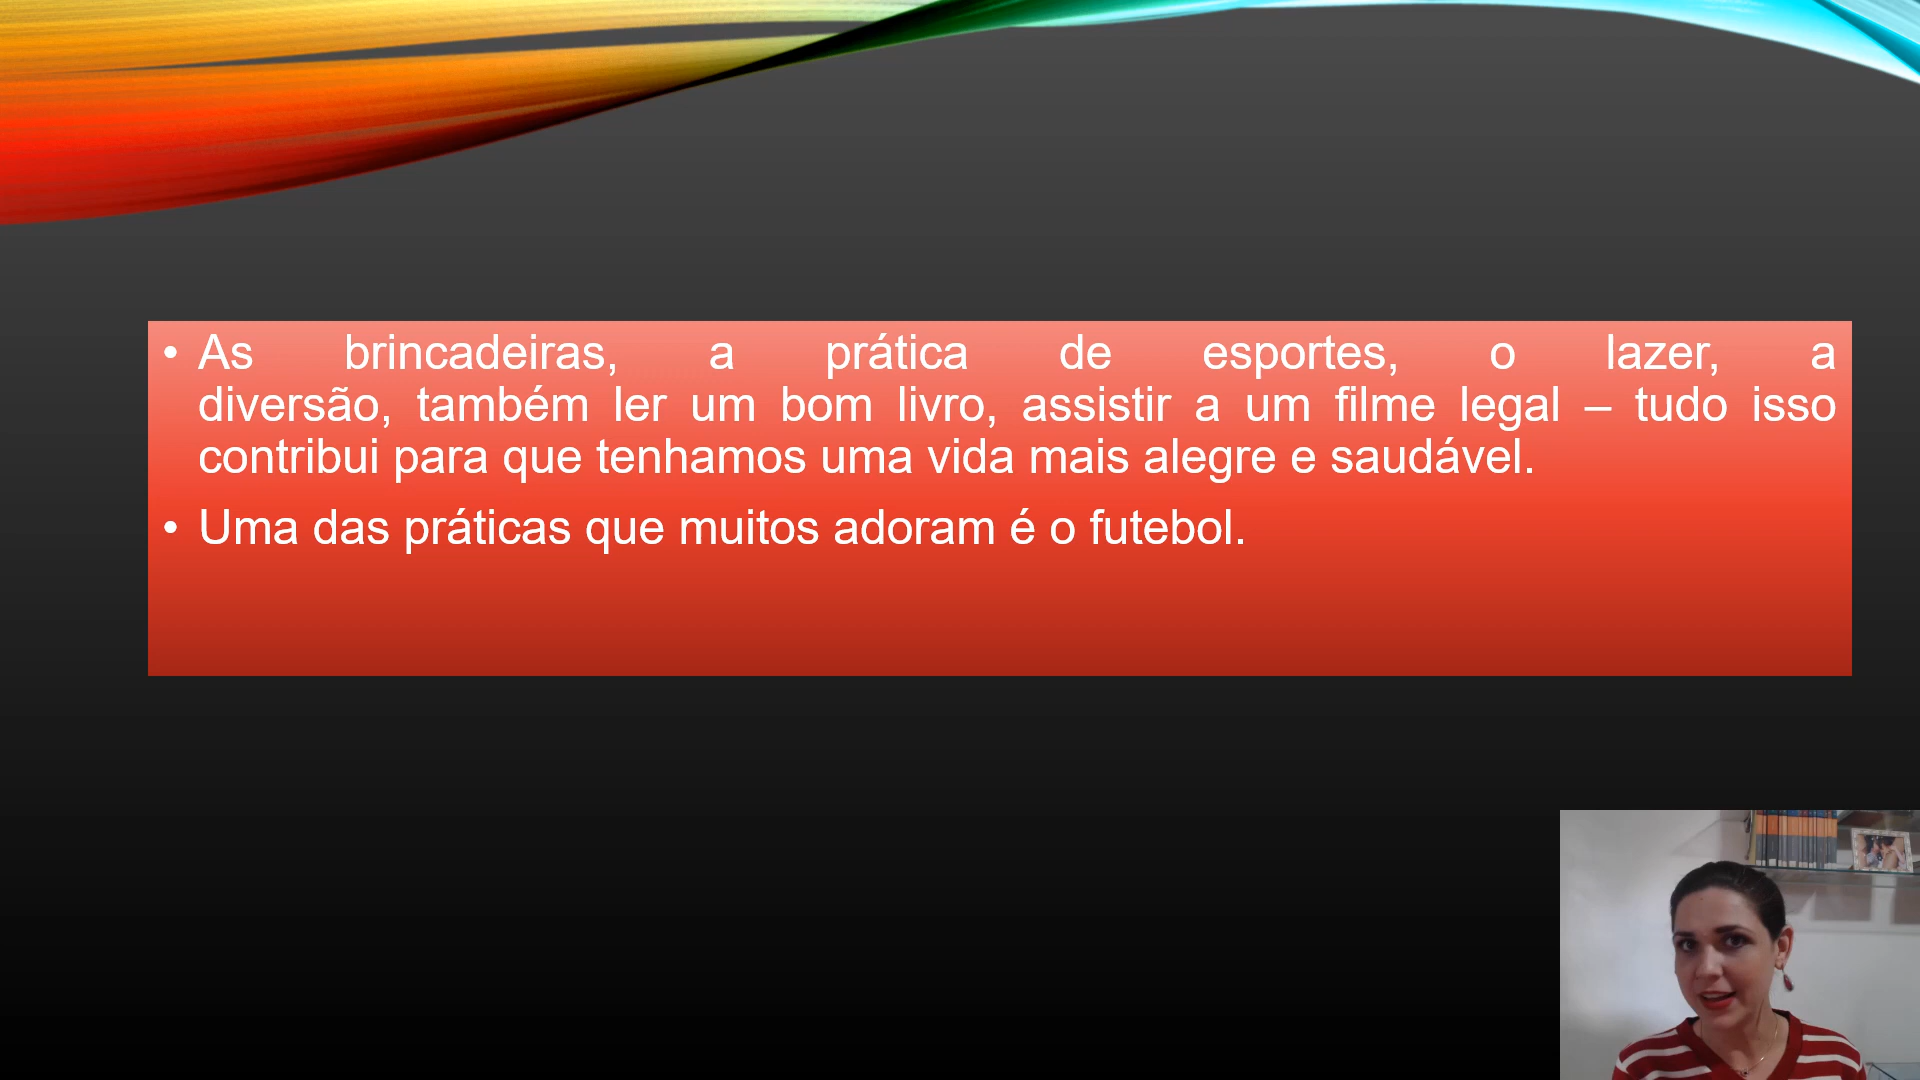 • As brincadeiras, a prática de esportes, o lazer, a
diversão, também ler um bom livro, assistir a um filme legal – tudo isso
contribui para que tenhamos uma vida mais alegre e saudável.
• Uma das práticas que muitos adoram é o futebol.